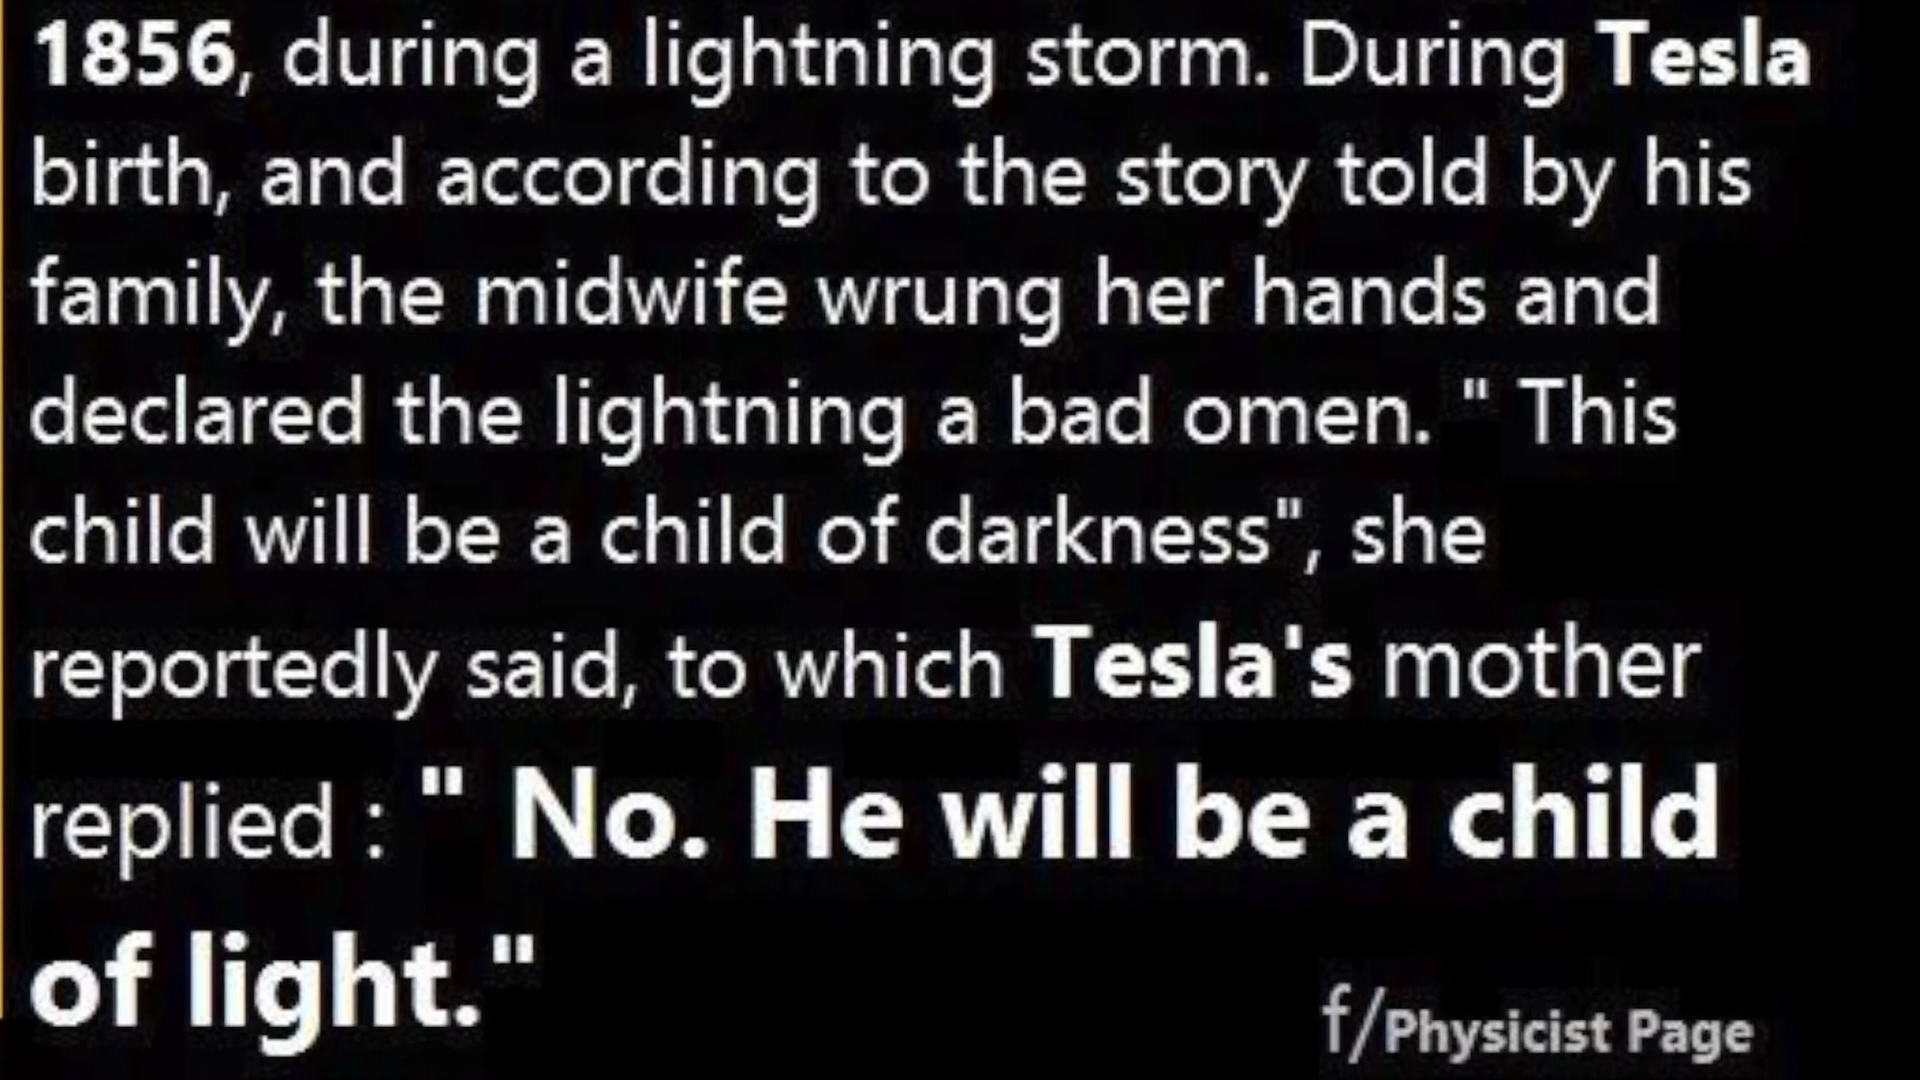 1856, during a lightning storm. During Tesla
birth, and according to the story told by his
family, the midwife wrung her hands and
declared the lightning a bad omen. " This
child will be a child of darkness", she
reportedly said, to which Tesla's mother
replied : " No. He will be a child
of light."
f/Physicist Page